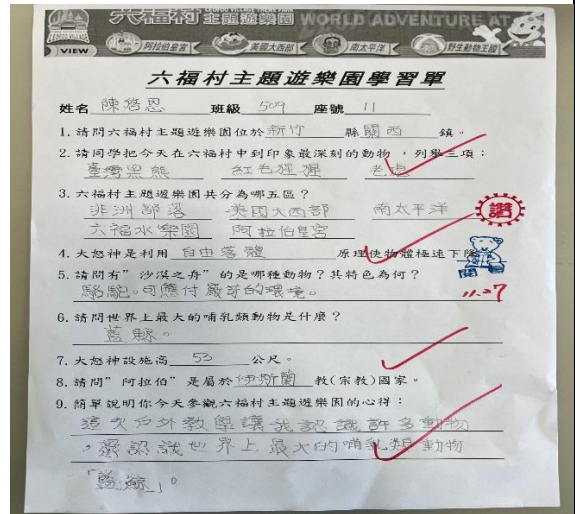 LEOFOO VILLAGE THEME PARK
六福村 主題遊樂園 WORLD ADVENTURE AT
LEOFOO VILLAGE
VIEW 阿拉伯皇宮 美國大西部 南太平洋 野生動物王國
六福村主題遊樂園學習單
姓名 陳啓恩 班級 509 座號 11
1. 請問六福村主題遊樂園位於 新竹 縣 關西 鎮。
2. 請同學把今天在六福村中到印象最深刻的動物，列舉三項：
臺灣黑熊 紅毛猩猩 老虎
3. 六福村主題遊樂園共分為哪五區？
非洲部落 美國大西部 南太平洋
六福水樂園 阿拉伯皇宮
讚
4. 大怒神是利用 自由落體 原理使物體極速下降
閱
5. 請問有"沙漠之舟"的是哪種動物？其特色為何？
駱駝。可應付嚴苛的環境。
11.27
6. 請問世界上最大的哺乳類動物是什麼？
藍鯨。
7. 大怒神設施高 53 公尺。
8. 請問"阿拉伯"是屬於 伊斯蘭 教(宗教)國家。
9. 簡單說明你今天參觀六福村主題遊樂園的心得：
這次戶外教學讓我認識許多動物
，還認識世界上最大的哺乳類動物
「藍鯨」。